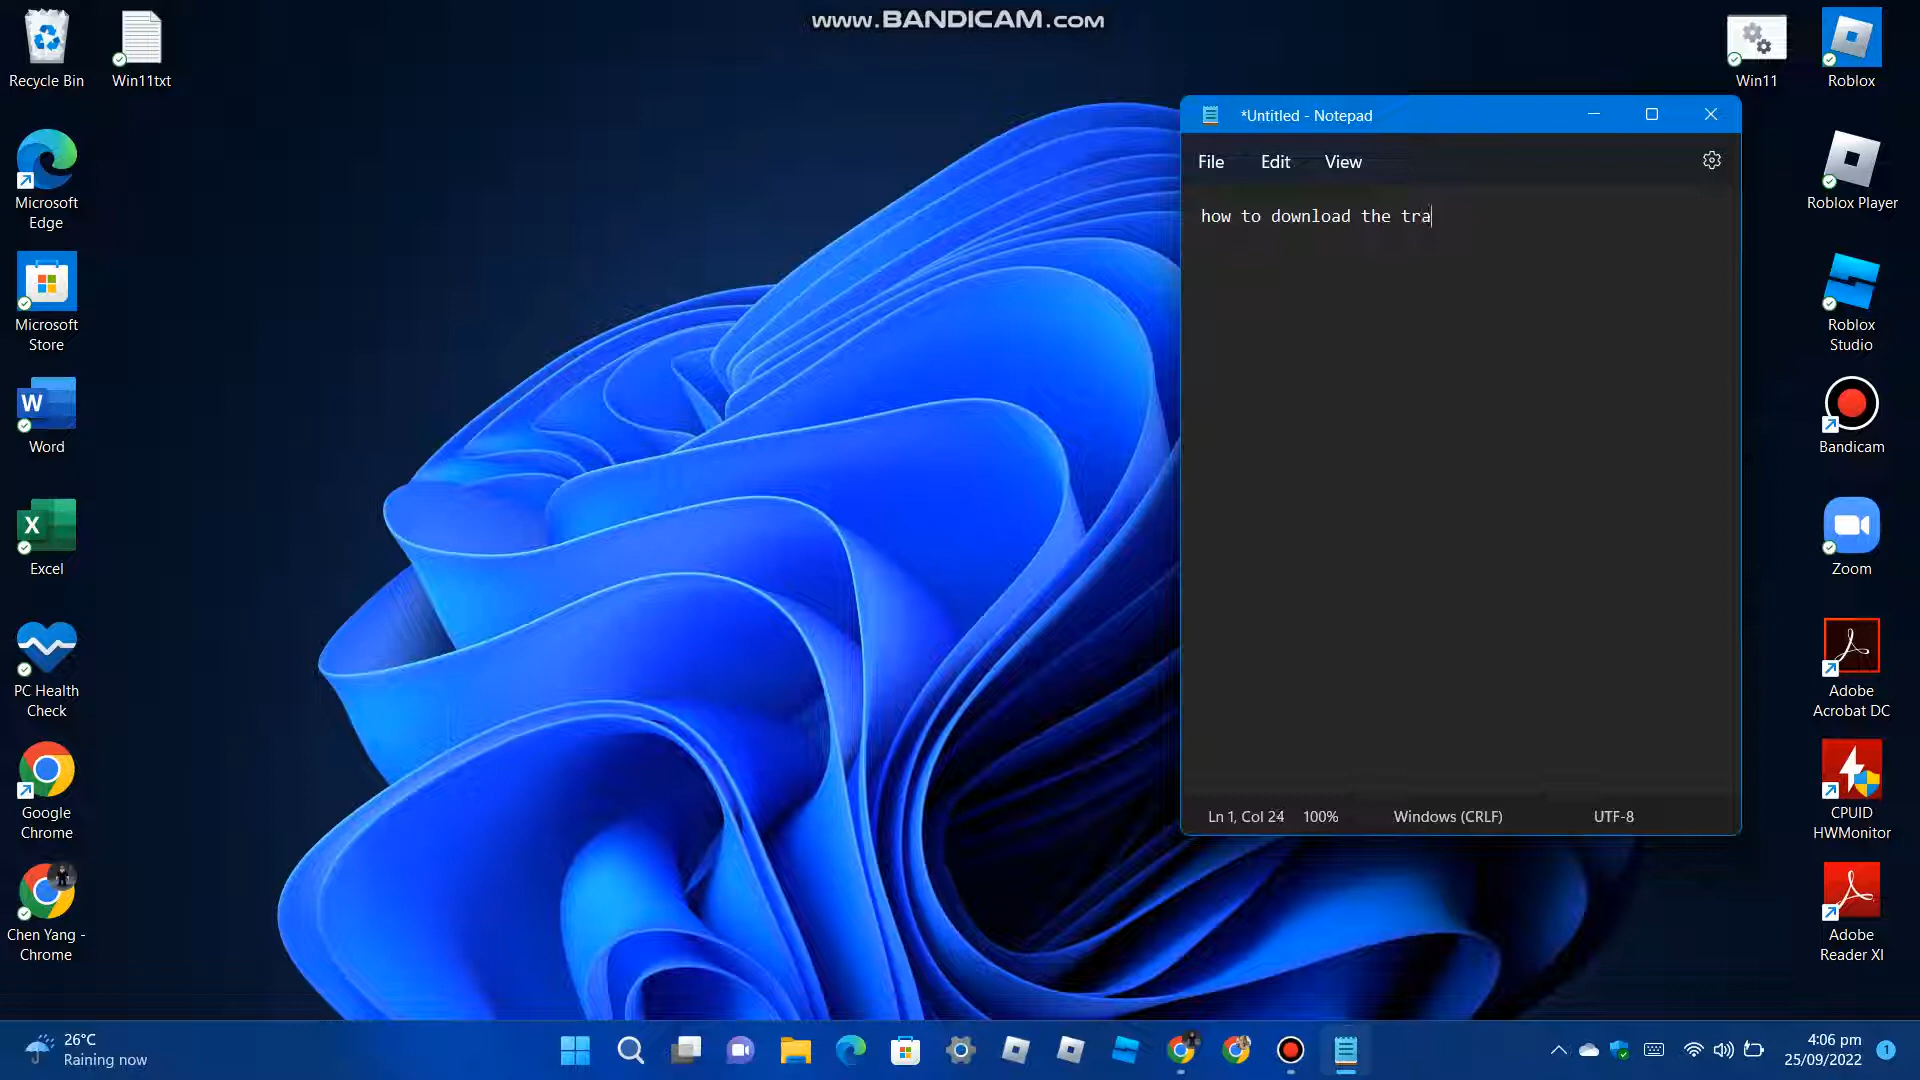 www.BANDICAM.com
Recycle Bin
Win11txt
Microsoft
Edge
Microsoft
Store
Word
Excel
PC Health
Check
Google
Chrome
Chen Yang -
Chrome
*Untitled - Notepad
File Edit View
how to download the tra
Ln 1, Col 24 100% Windows (CRLF) UTF-8
Win11
Roblox
Roblox Player
Roblox
Studio
Bandicam
Zoom
Adobe
Acrobat DC
CPUID
HWMonitor
Adobe
Reader XI
26°C
Raining now
4:06 pm
25/09/2022
1